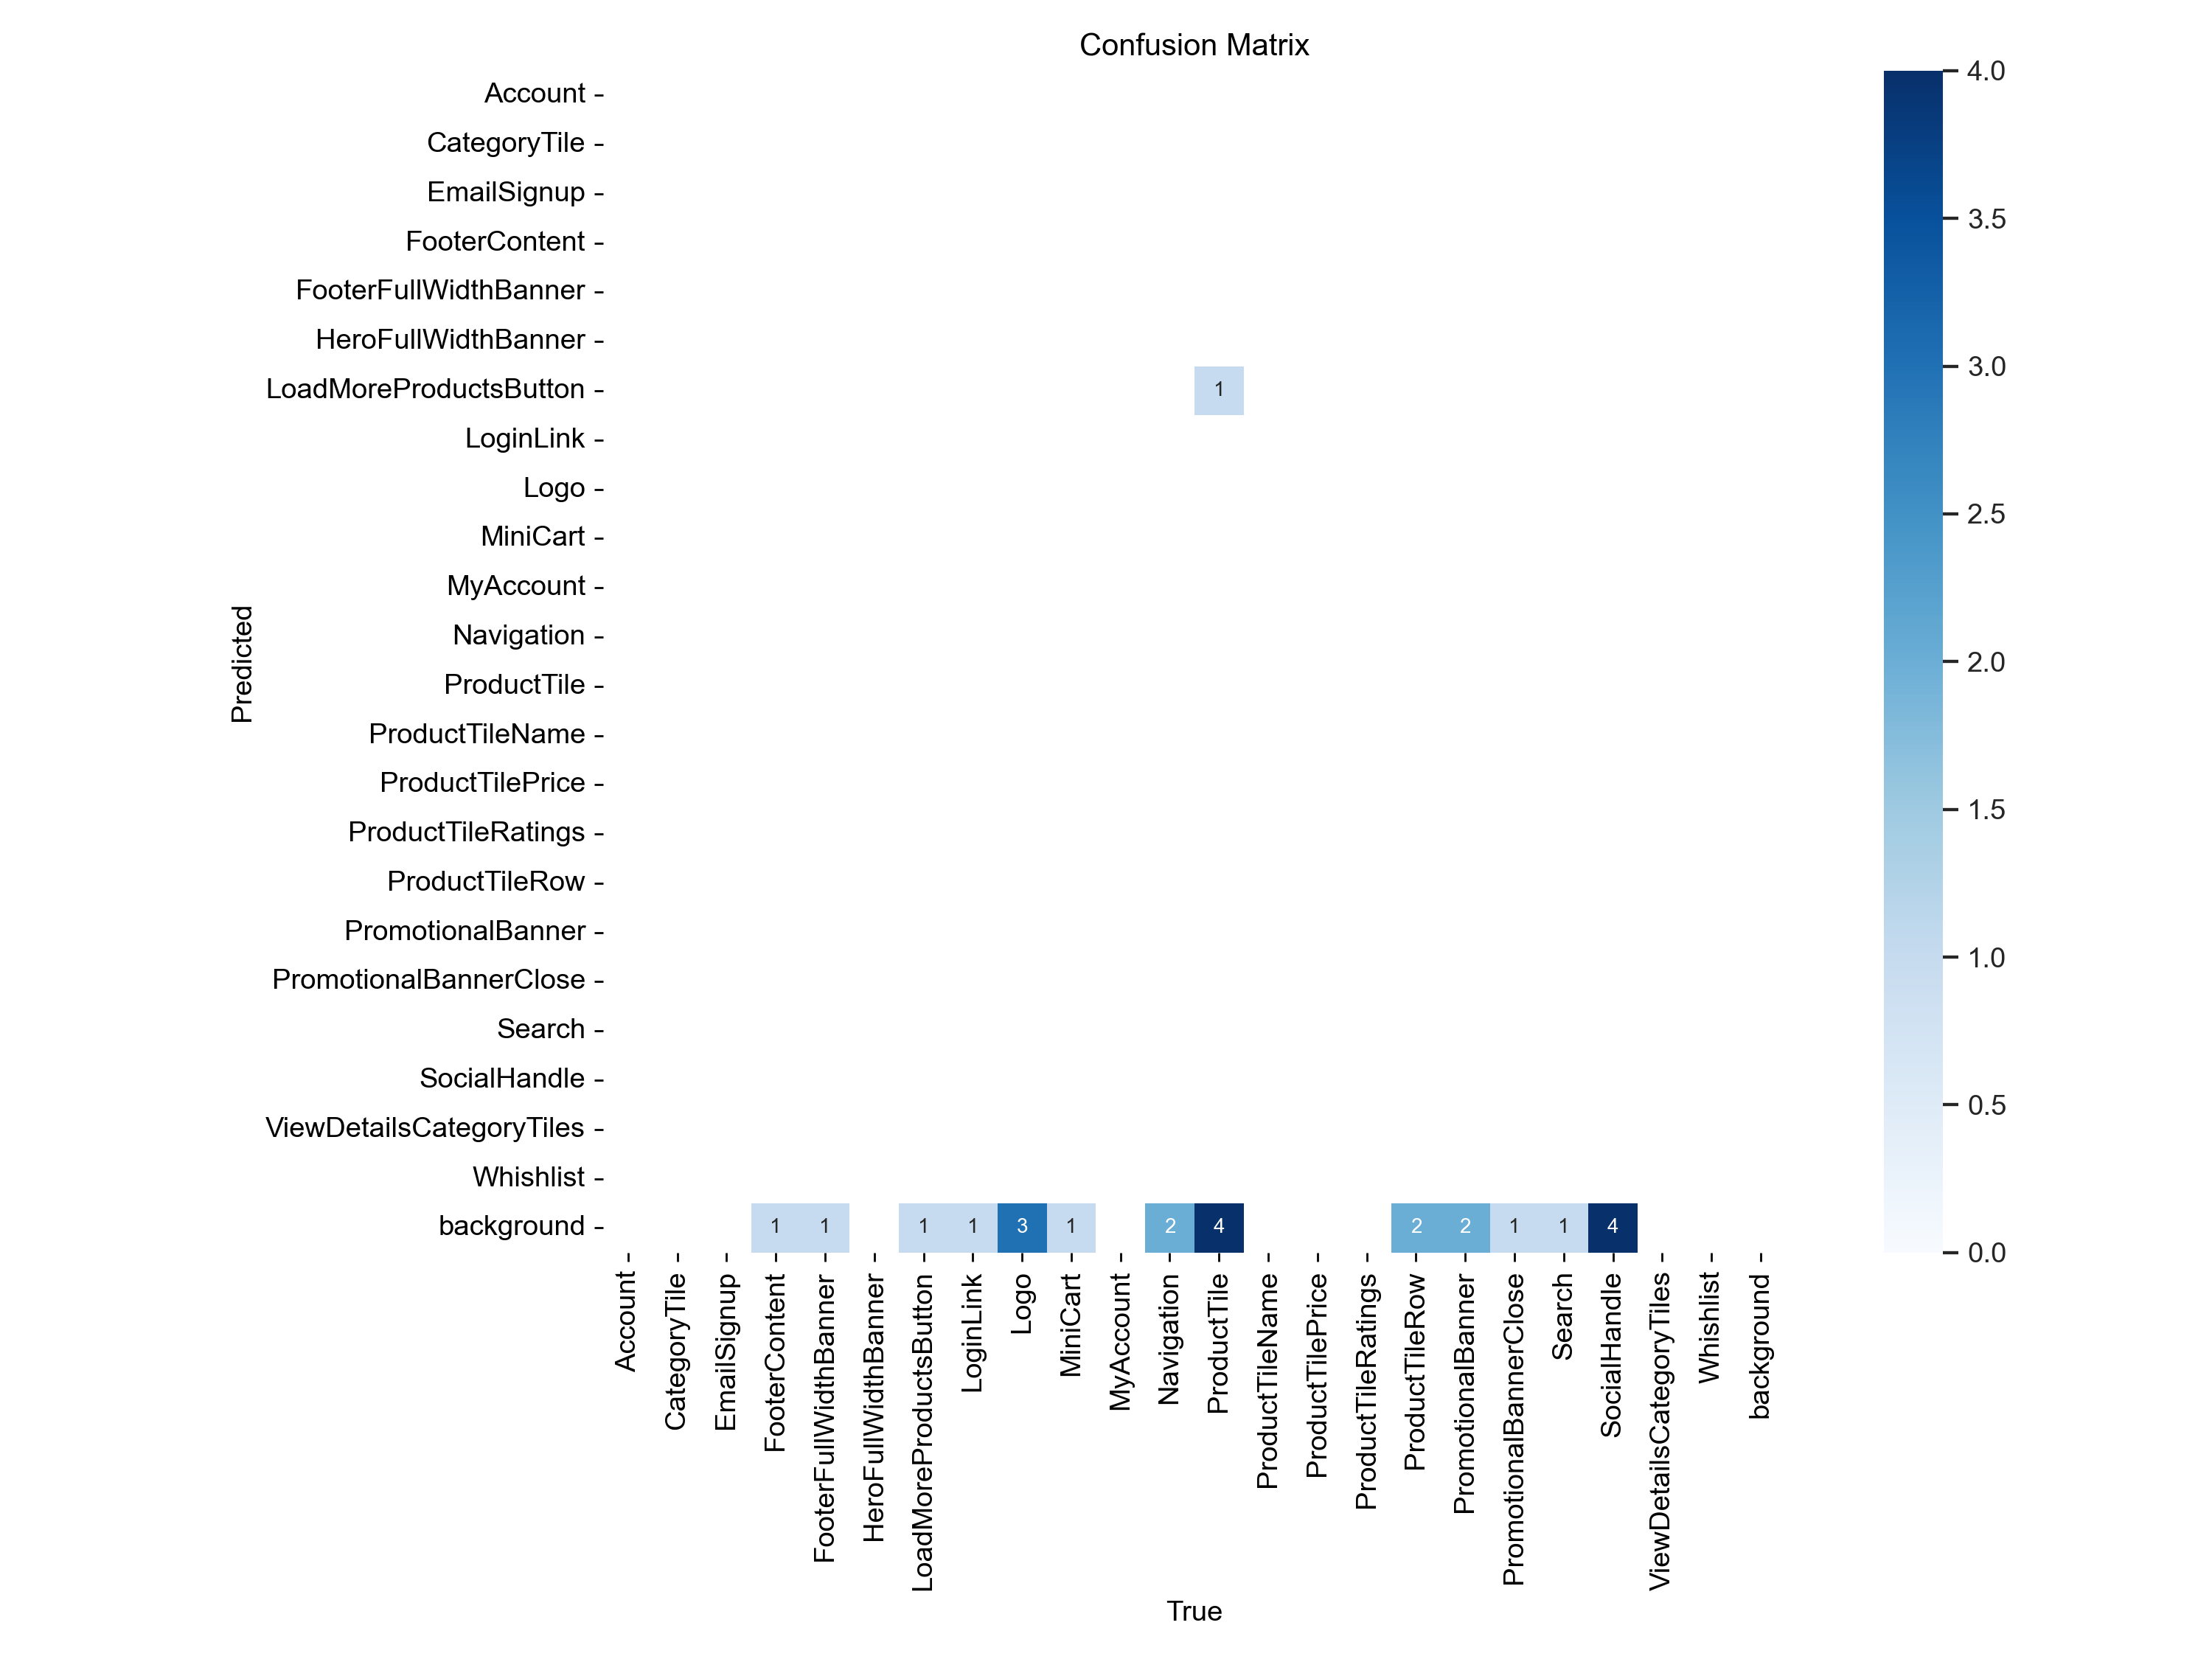 Confusion Matrix
Account
CategoryTile
EmailSignup
FooterContent
FooterFullWidthBanner
HeroFullWidthBanner
LoadMoreProductsButton
LoginLink
Logo
MiniCart
MyAccount
Navigation
ProductTile
ProductTileName
ProductTilePrice
ProductTileRatings
ProductTileRow
PromotionalBanner
PromotionalBannerClose
Search
SocialHandle
ViewDetailsCategoryTiles
Whishlist
background
Predicted
1
1 1 1 1 3 1 2 4 2 2 1 1 4
Account
CategoryTile
EmailSignup
FooterContent
FooterFullWidthBanner
HeroFullWidthBanner
LoadMoreProductsButton
LoginLink
Logo
MiniCart
MyAccount
Navigation
ProductTile
ProductTileName
ProductTilePrice
ProductTileRatings
ProductTileRow
PromotionalBanner
PromotionalBannerClose
Search
SocialHandle
ViewDetailsCategoryTiles
Whishlist
background
True
4.0
3.5
3.0
2.5
2.0
1.5
1.0
0.5
0.0